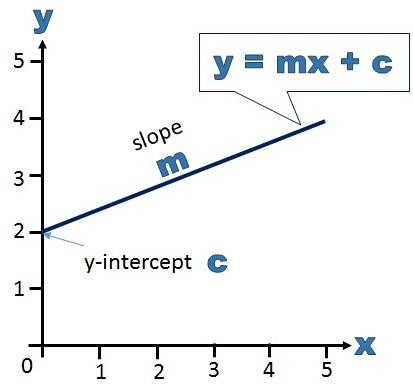 y
y = mx + c
5
4
slope
m
3
2
y-intercept c
1
x
0 1 2 3 4 5